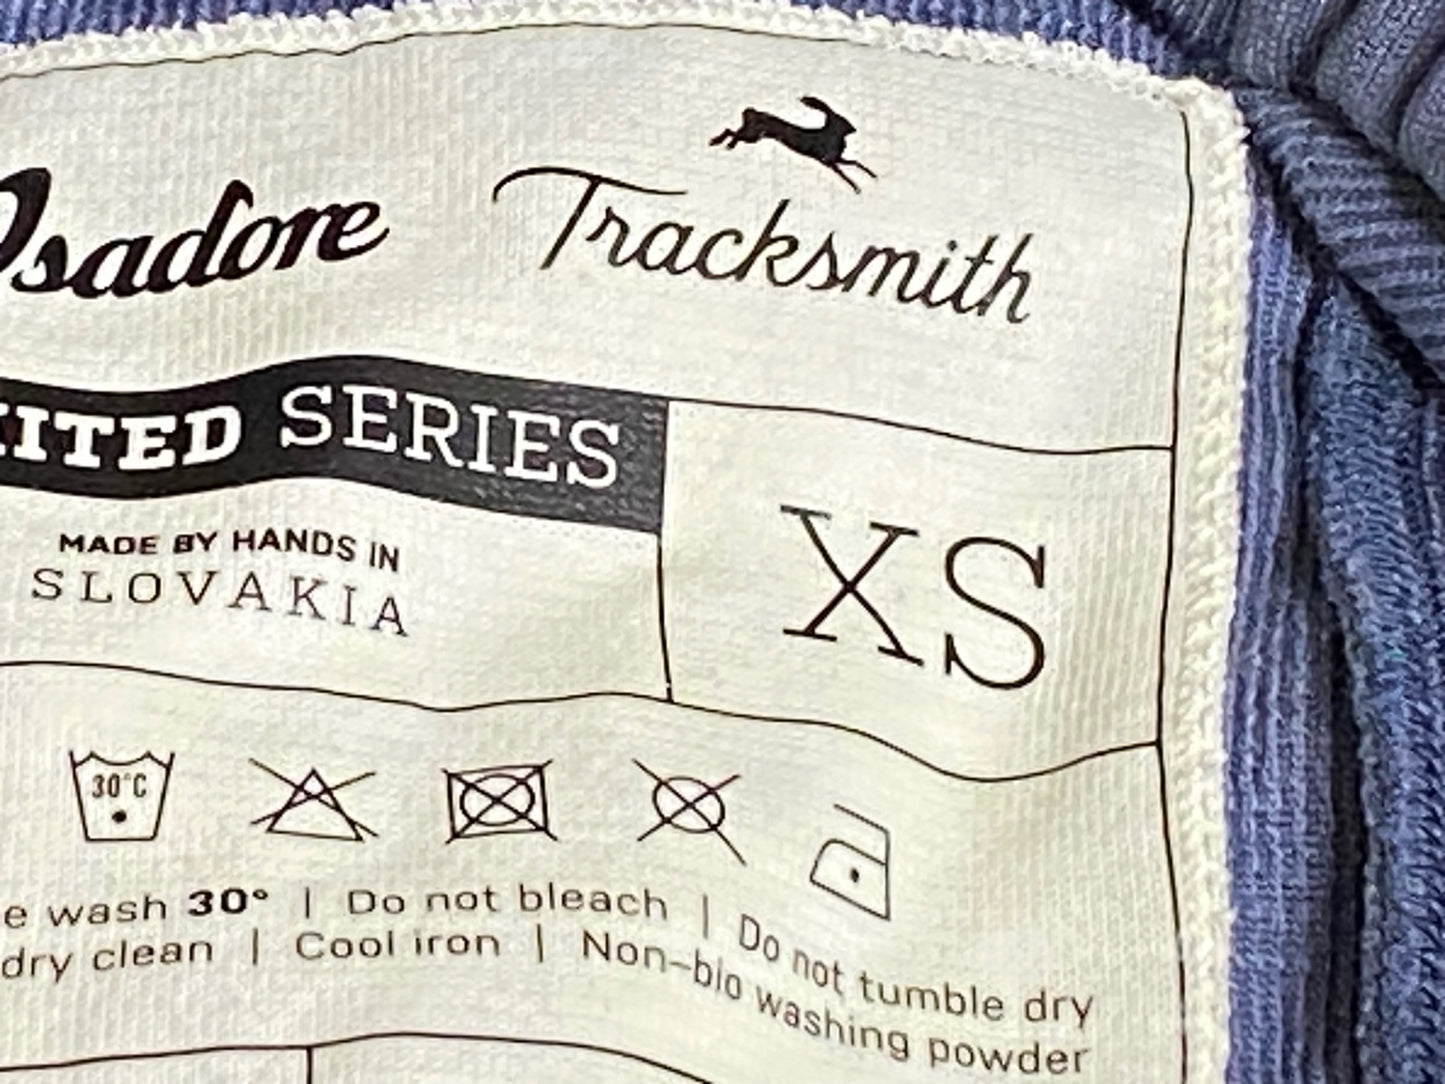 Isadore
Tracksmith
LIMITED SERIES
MADE BY HANDS IN
SLOVAKIA
XS
30°C
e wash 30° | Do not bleach | Do not tumble dry
dry clean | Cool iron | Non-bio washing powder